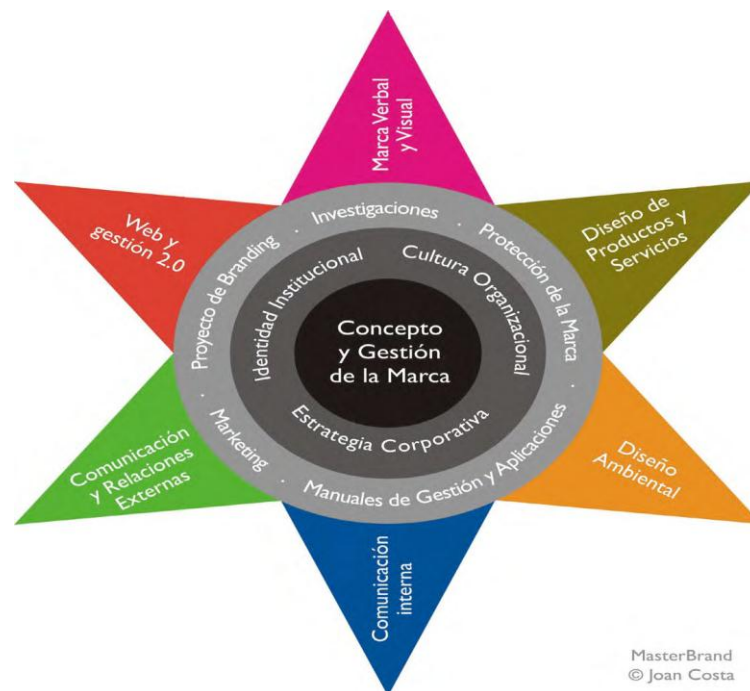 Marca Verbal
y Visual
Web y
gestión 2.0
Diseño de
Productos y
Servicios
Proyecto de Branding · Investigaciones · Protección de la Marca ·
Identidad Institucional
Cultura Organizacional
Concepto
y Gestión
de la Marca
Estrategia Corporativa
· Marketing · Manuales de Gestión y Aplicaciones
Comunicación
y Relaciones
Externas
Diseño
Ambiental
Comunicación
interna
MasterBrand
© Joan Costa